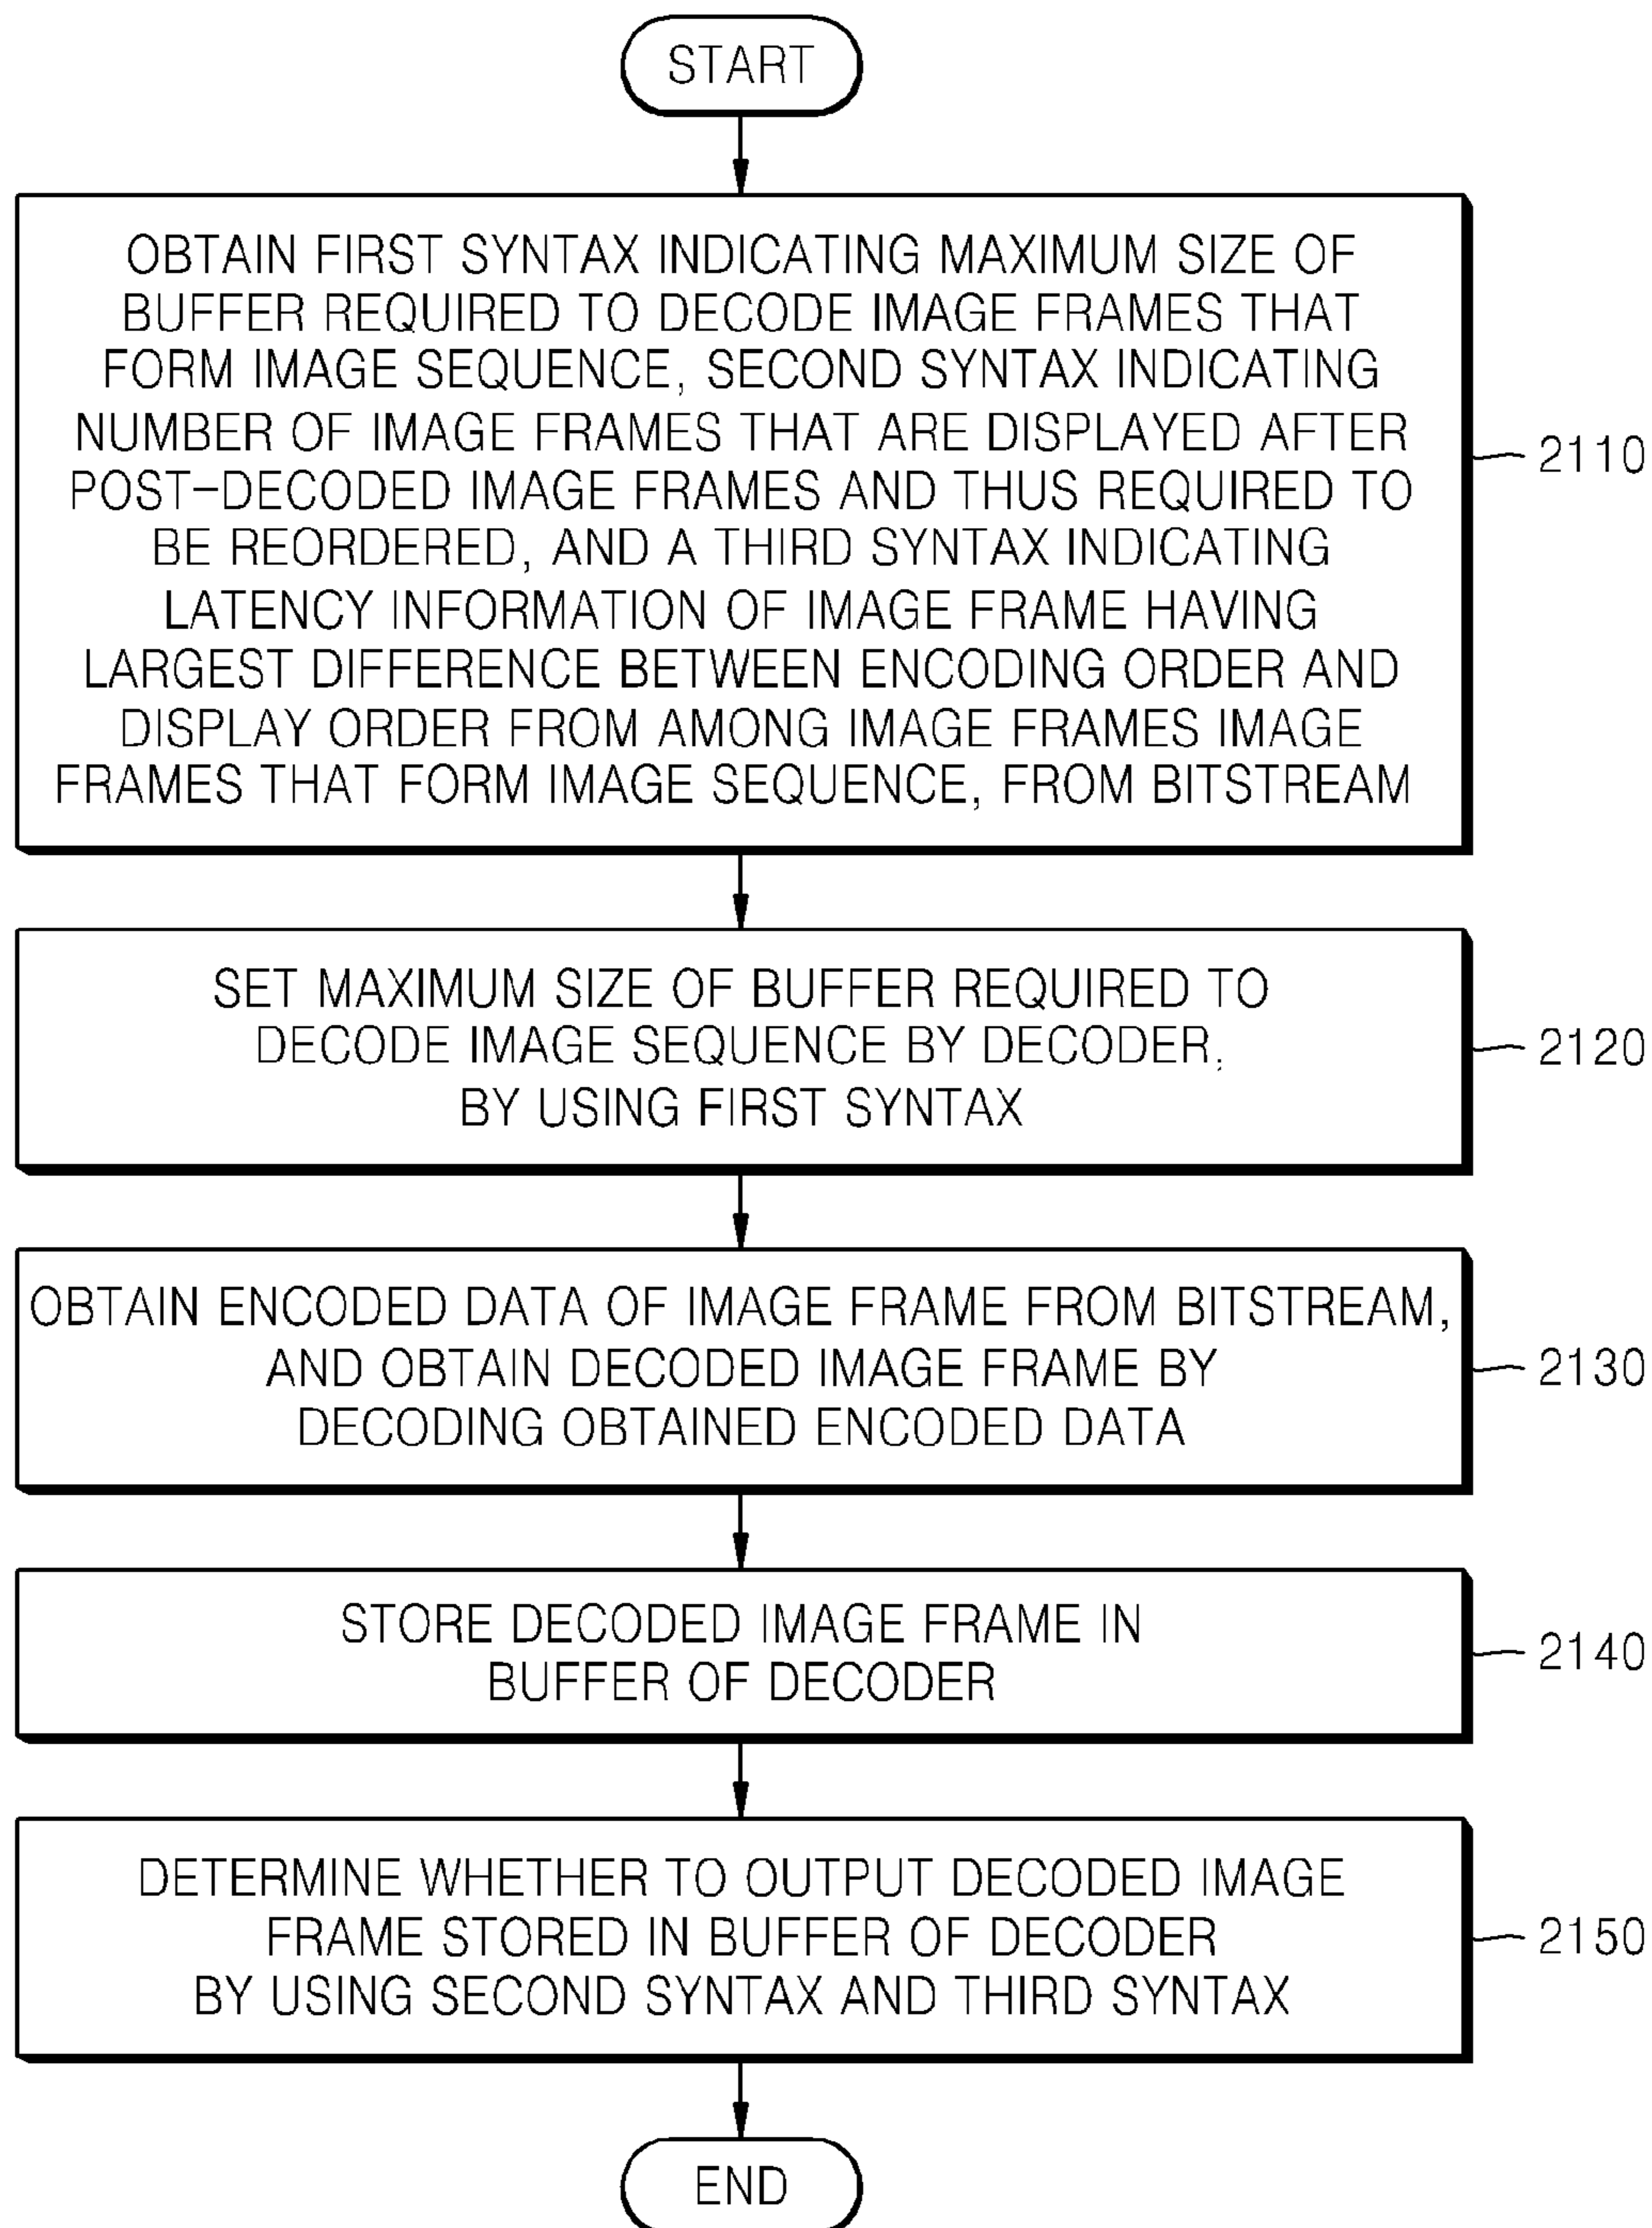 START
OBTAIN FIRST SYNTAX INDICATING MAXIMUM SIZE OF
BUFFER REQUIRED TO DECODE IMAGE FRAMES THAT
FORM IMAGE SEQUENCE, SECOND SYNTAX INDICATING
NUMBER OF IMAGE FRAMES THAT ARE DISPLAYED AFTER
POST-DECODED IMAGE FRAMES AND THUS REQUIRED TO
BE REORDERED, AND A THIRD SYNTAX INDICATING
LATENCY INFORMATION OF IMAGE FRAME HAVING
LARGEST DIFFERENCE BETWEEN ENCODING ORDER AND
DISPLAY ORDER FROM AMONG IMAGE FRAMES IMAGE
FRAMES THAT FORM IMAGE SEQUENCE, FROM BITSTREAM
2110
SET MAXIMUM SIZE OF BUFFER REQUIRED TO
DECODE IMAGE SEQUENCE BY DECODER,
BY USING FIRST SYNTAX
2120
OBTAIN ENCODED DATA OF IMAGE FRAME FROM BITSTREAM,
AND OBTAIN DECODED IMAGE FRAME BY
DECODING OBTAINED ENCODED DATA
2130
STORE DECODED IMAGE FRAME IN
BUFFER OF DECODER
2140
DETERMINE WHETHER TO OUTPUT DECODED IMAGE
FRAME STORED IN BUFFER OF DECODER
BY USING SECOND SYNTAX AND THIRD SYNTAX
2150
END